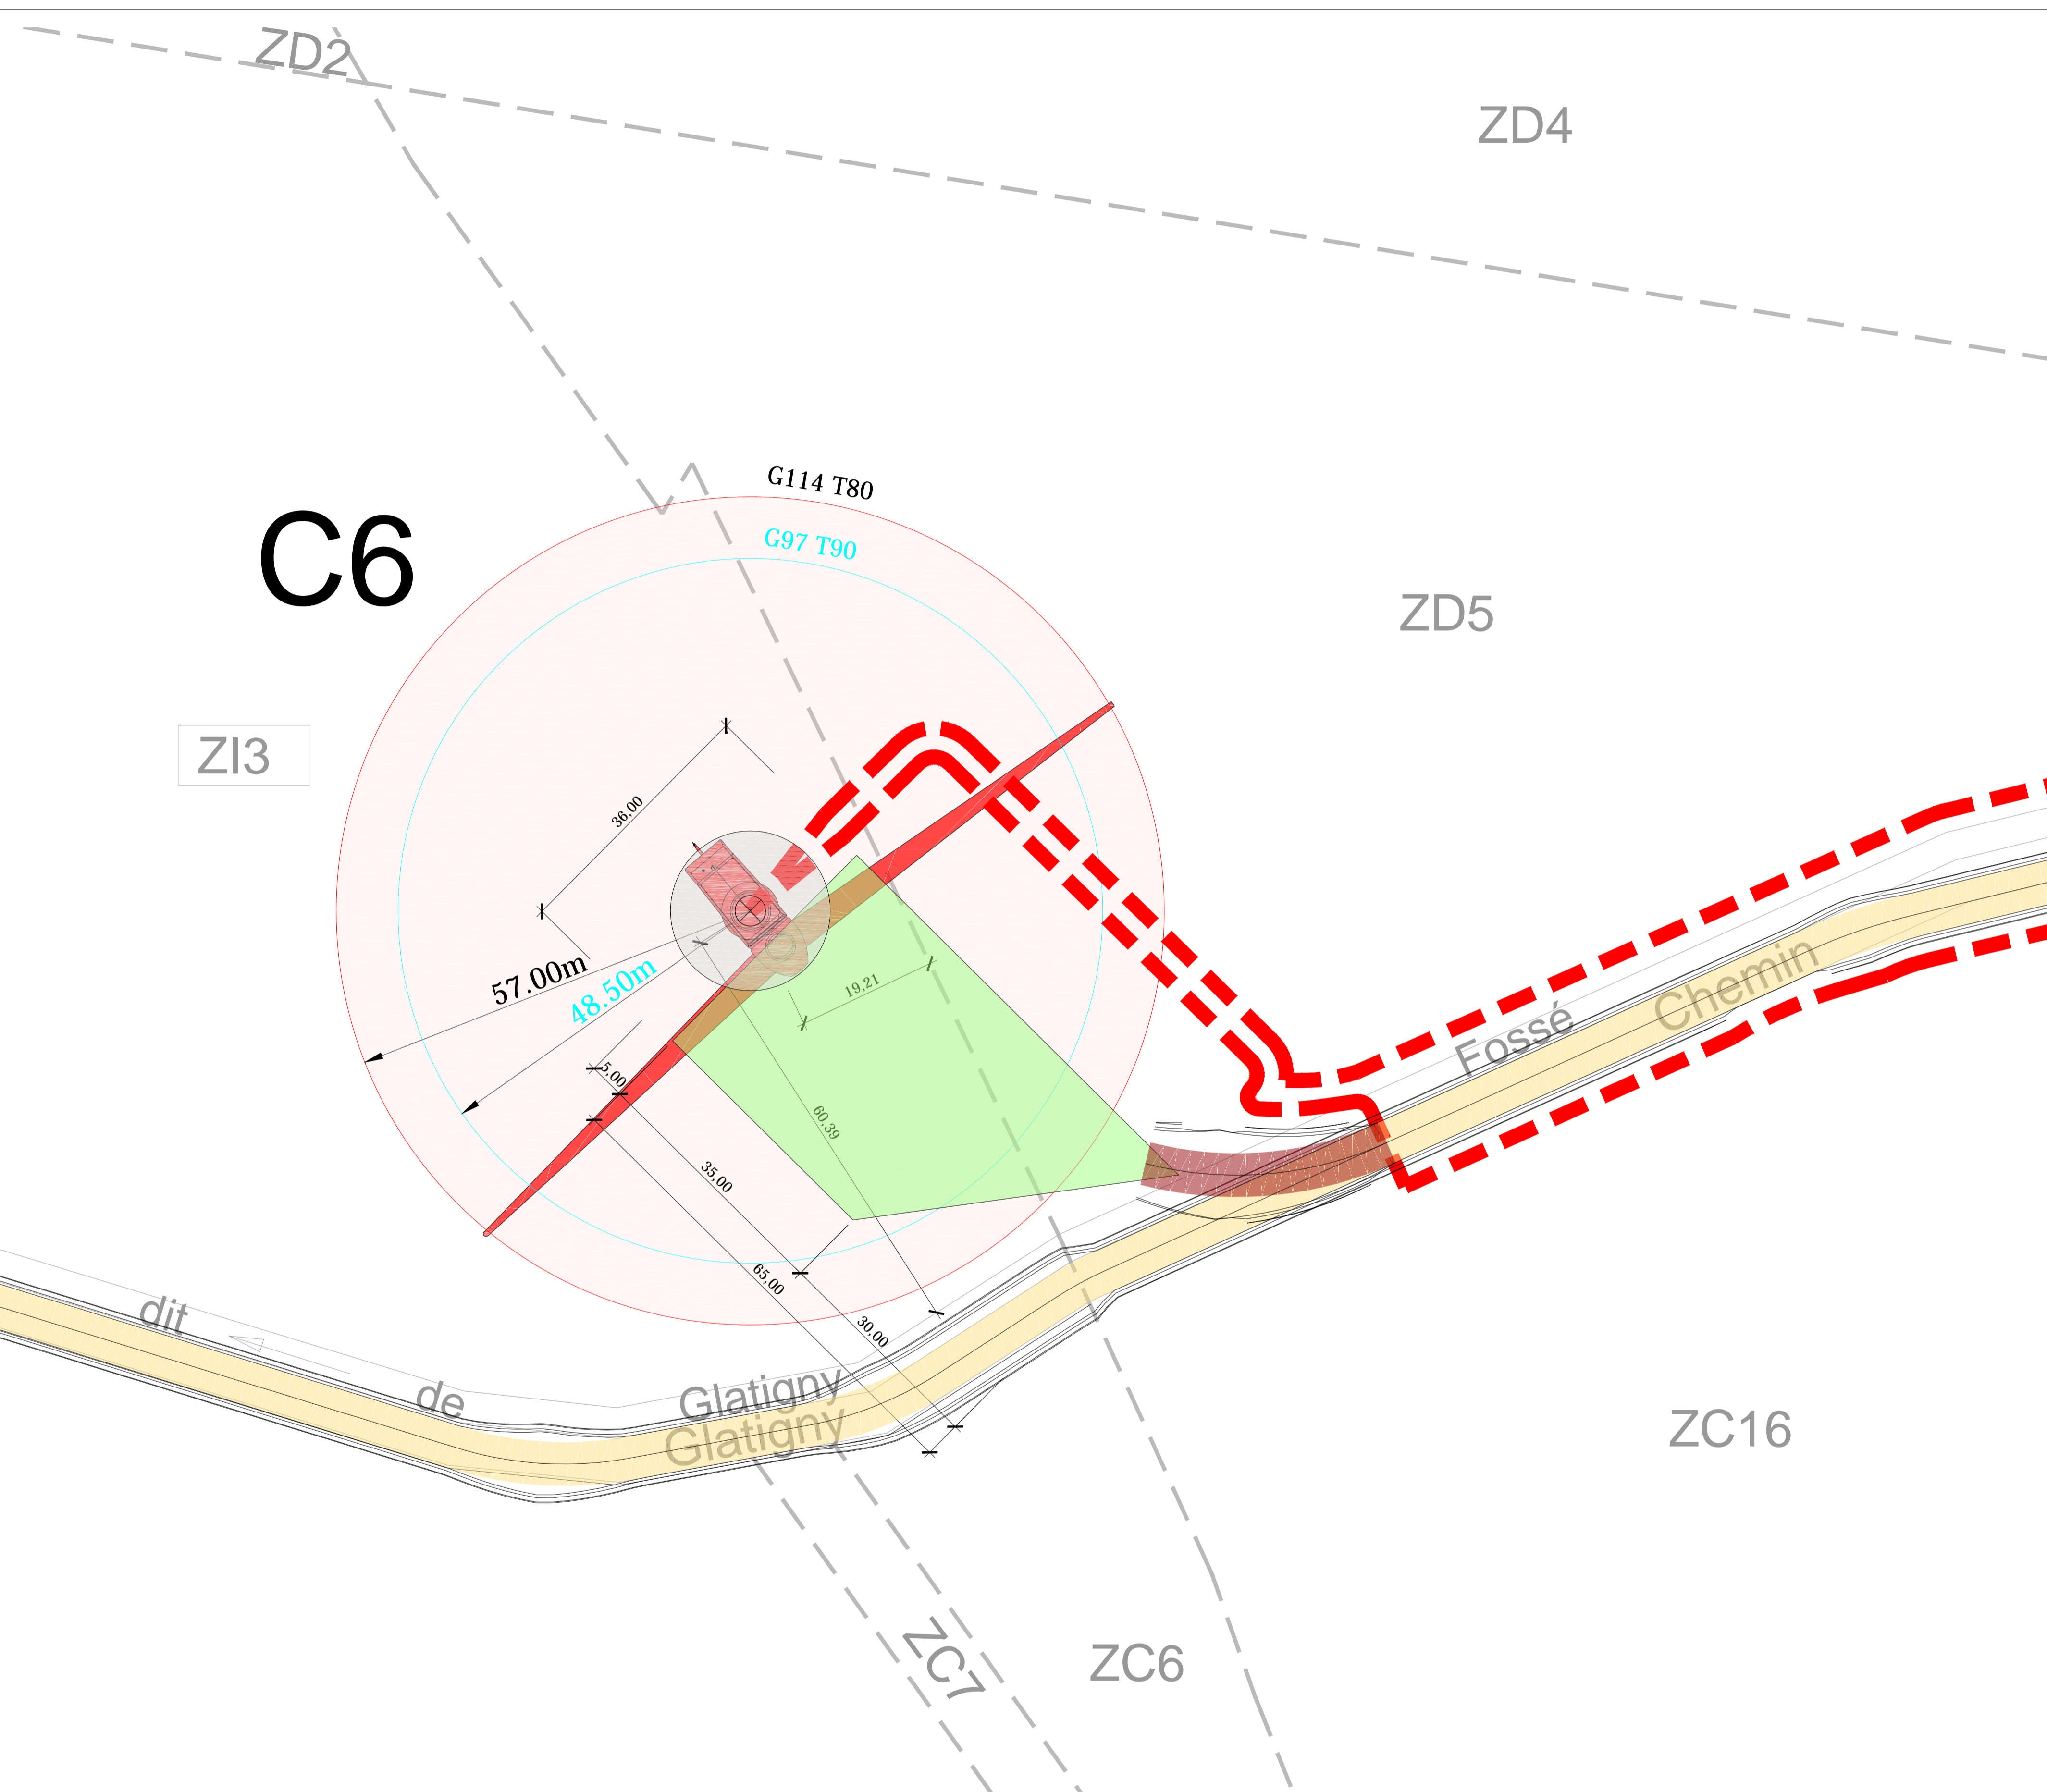 ZD2
ZD4
G114 T80
G97 T90
C6
ZD5
ZI3
36,00
57.00m
48.50m
19,21
5,00
60,39
35,00
65,00
30,00
Fossé
Chemin
dit
de
Glatigny
Glatigny
ZC16
ZC7
ZC6